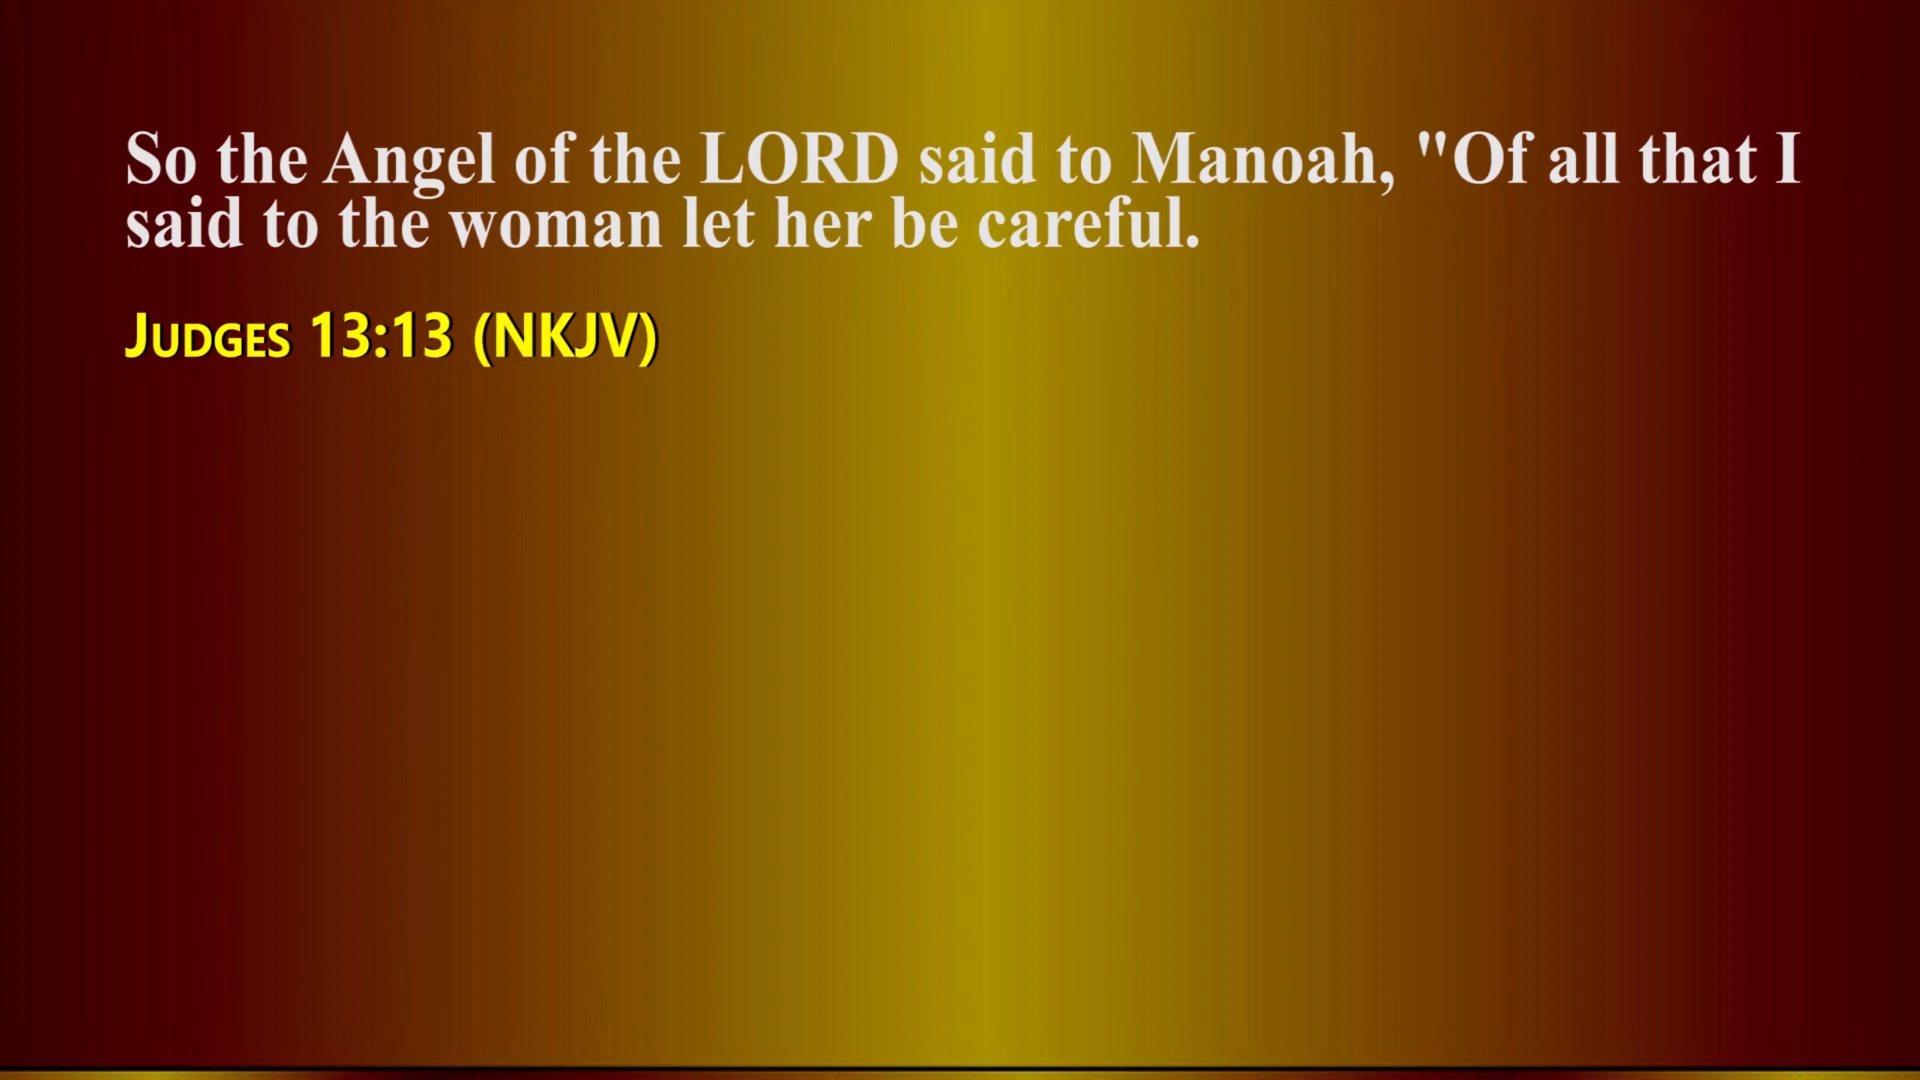 So the Angel of the LORD said to Manoah, "Of all that I
said to the woman let her be careful.
Judges 13:13 (NKJV)